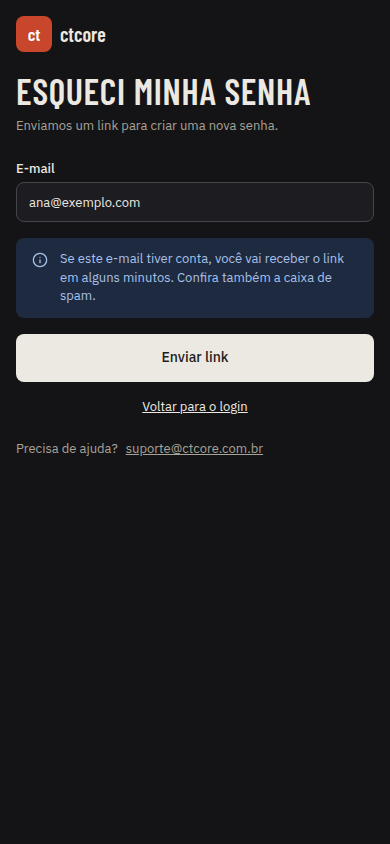 ct ctcore
ESQUECI MINHA SENHA
Enviamos um link para criar uma nova senha.
E-mail
ana@exemplo.com
Se este e-mail tiver conta, você vai receber o link
em alguns minutos. Confira também a caixa de
spam.
Enviar link
Voltar para o login
Precisa de ajuda? suporte@ctcore.com.br